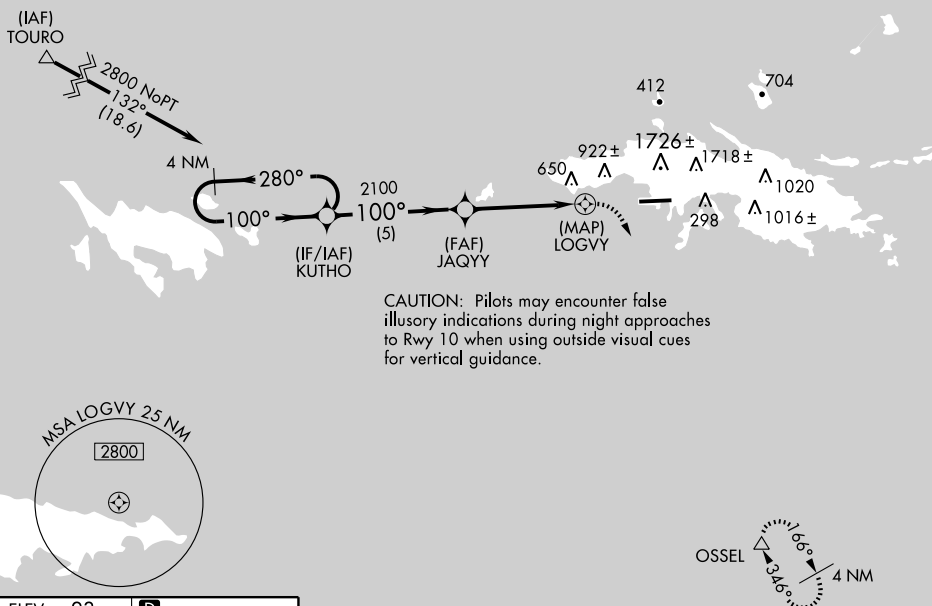 (IAF)
TOURO
2800 NoPT
132°
(18.6)
412
704
4 NM
280°
650
922 ±
1726 ±
1718 ±
1020
2100
100°
100°
(5)
298
1016 ±
(IF/IAF)
KUTHO
(FAF)
JAQYY
(MAP)
LOGVY
CAUTION: Pilots may encounter false
illusory indications during night approaches
to Rwy 10 when using outside visual cues
for vertical guidance.
MSA LOGVY 25 NM
2800
OSSEL
166°
346°
4 NM
D